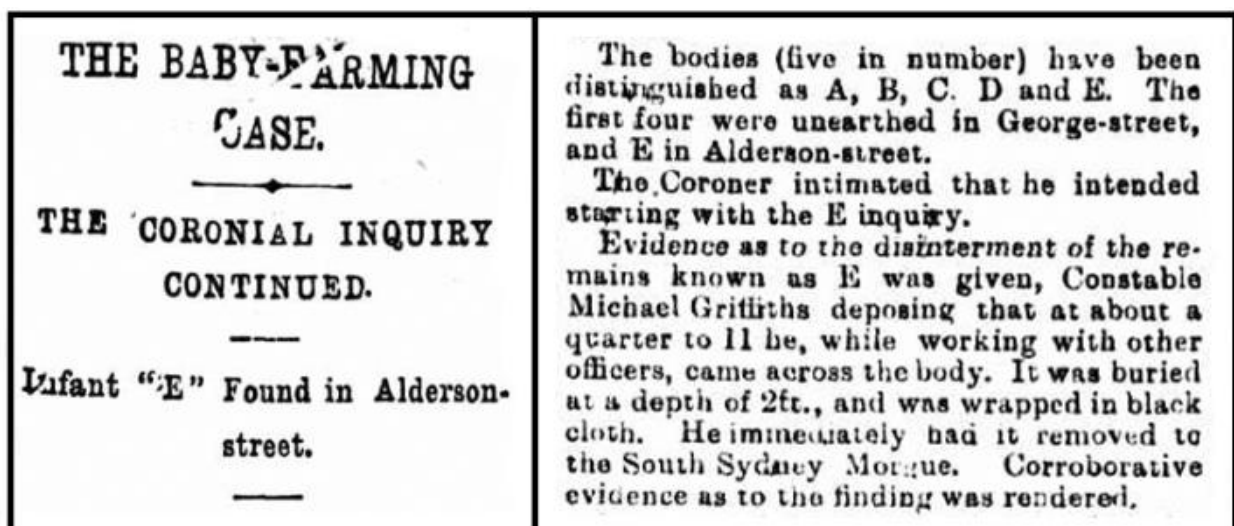 THE BABY-FARMING
CASE.
THE CORONIAL INQUIRY
CONTINUED.
Infant "E" Found in Alderson-
street.
The bodies (five in number) have been
distinguished as A, B, C. D and E. The
first four were unearthed in George-street,
and E in Alderson-street.
The Coroner intimated that he intended
starting with the E inquiry.
Evidence as to the disinterment of the re-
mains known as E was given, Constable
Michael Griffiths deposing that at about a
quarter to 11 he, while working with other
officers, came across the body. It was buried
at a depth of 2ft., and was wrapped in black
cloth. He immediately had it removed to
the South Sydney Morgue. Corroborative
evidence as to the finding was rendered.